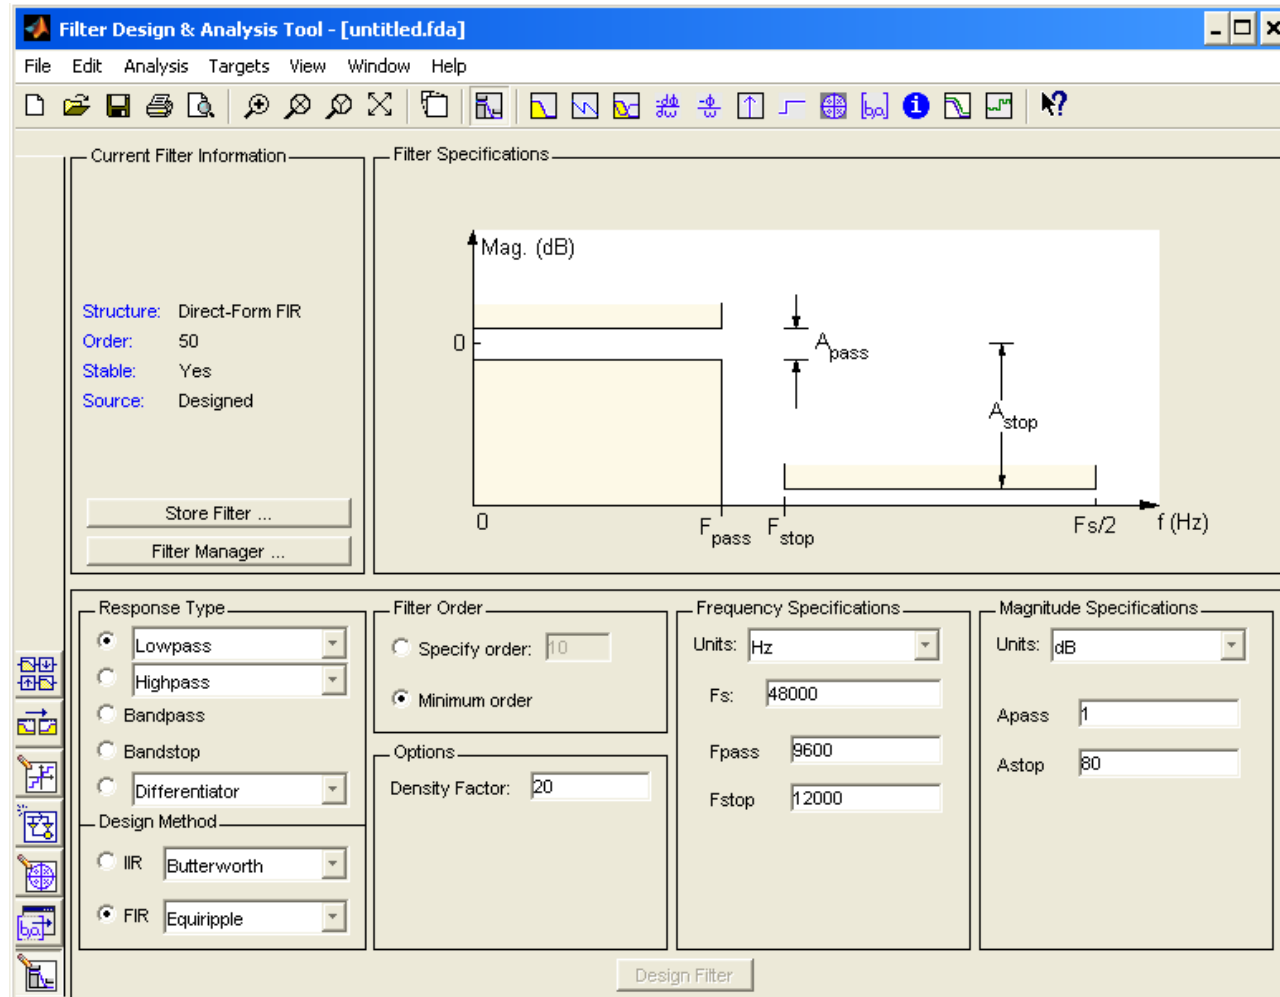 Filter Design & Analysis Tool - [untitled.fda]
File Edit Analysis Targets View Window Help
Current Filter Information
Structure: Direct-Form FIR
Order: 50
Stable: Yes
Source: Designed
Store Filter ...
Filter Manager ...
Filter Specifications
Mag. (dB)
0
Apass
Astop
0 Fpass Fstop Fs/2 f (Hz)
Response Type
Lowpass
Highpass
Bandpass
Bandstop
Differentiator
Design Method
IIR Butterworth
FIR Equiripple
Filter Order
Specify order: 10
Minimum order
Options
Density Factor: 20
Frequency Specifications
Units: Hz
Fs: 48000
Fpass 9600
Fstop 12000
Magnitude Specifications
Units: dB
Apass 1
Astop 80
Design Filter